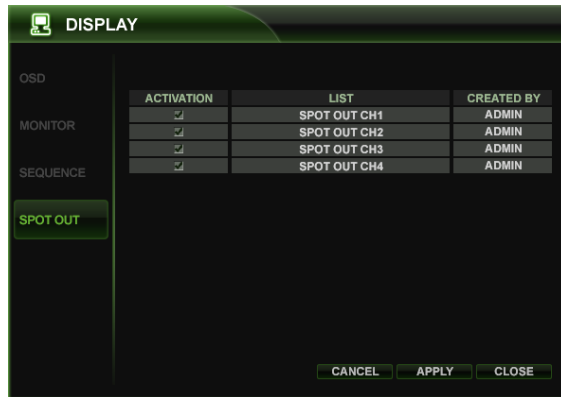 DISPLAY
OSD
MONITOR
SEQUENCE
SPOT OUT
ACTIVATION LIST CREATED BY
SPOT OUT CH1 ADMIN
SPOT OUT CH2 ADMIN
SPOT OUT CH3 ADMIN
SPOT OUT CH4 ADMIN
CANCEL APPLY CLOSE